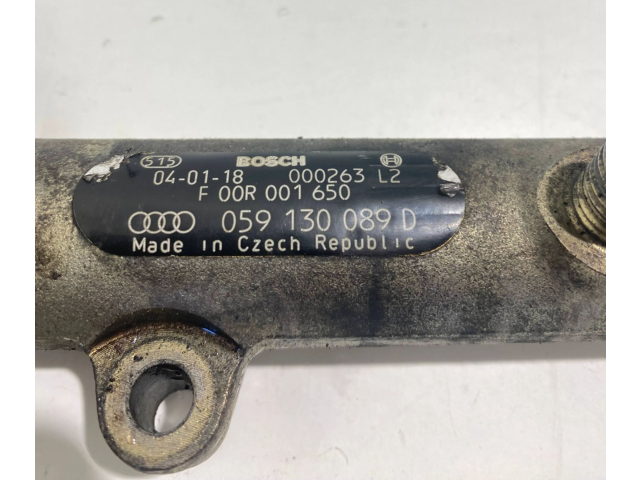 515 BOSCH
04-01-18 000263 L2
F 00R 001 650
059 130 089 D
Made in Czech Republic